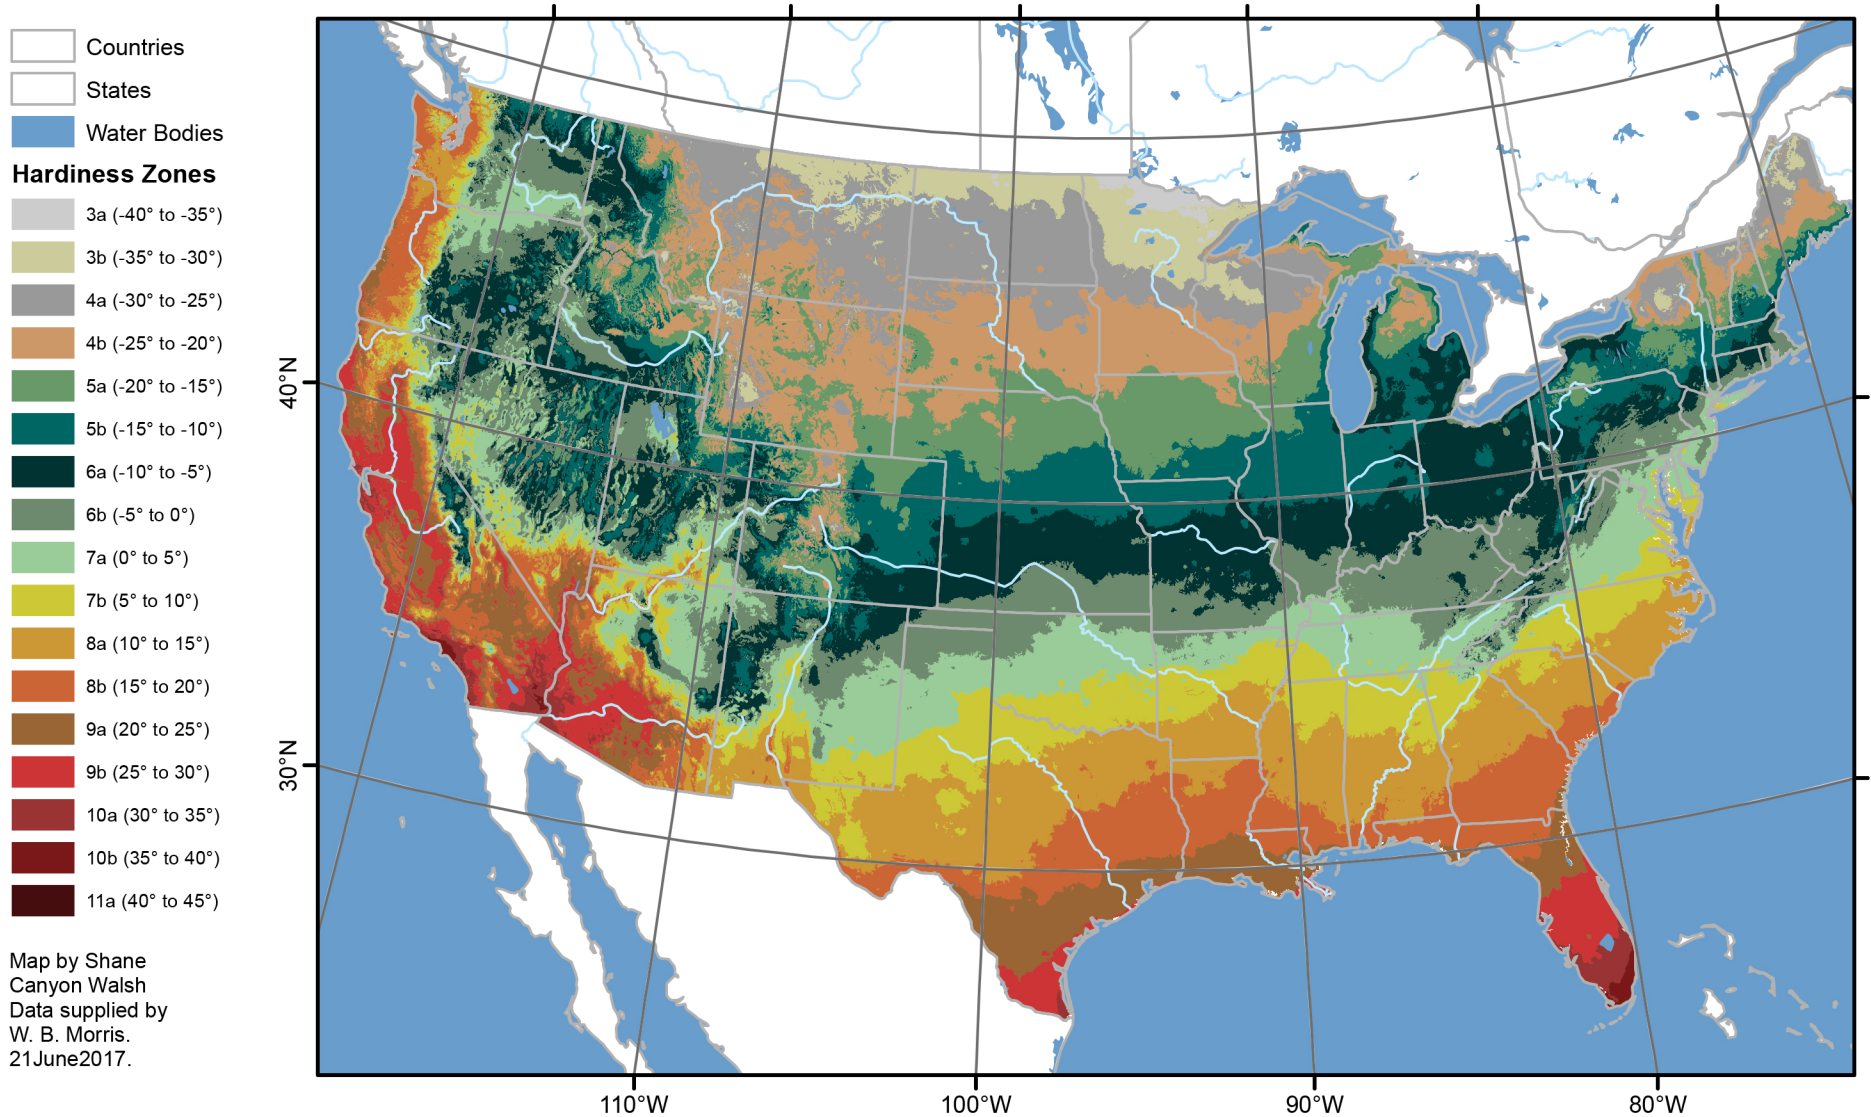 Countries
States
Water Bodies
Hardiness Zones
3a (-40° to -35°)
3b (-35° to -30°)
4a (-30° to -25°)
4b (-25° to -20°)
5a (-20° to -15°)
5b (-15° to -10°)
6a (-10° to -5°)
6b (-5° to 0°)
7a (0° to 5°)
7b (5° to 10°)
8a (10° to 15°)
8b (15° to 20°)
9a (20° to 25°)
9b (25° to 30°)
10a (30° to 35°)
10b (35° to 40°)
11a (40° to 45°)
Map by Shane
Canyon Walsh
Data supplied by
W. B. Morris.
21June2017.
40°N
30°N
110°W
100°W
90°W
80°W